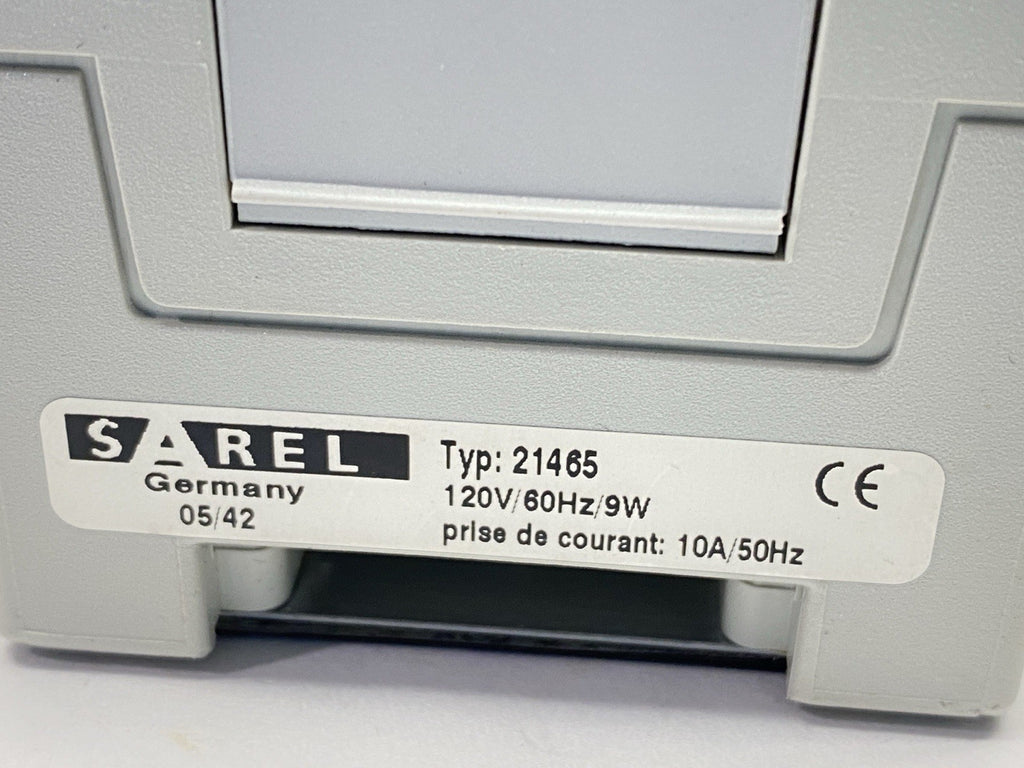 SAREL
Germany
05/42
Typ: 21465
120V/60Hz/9W
prise de courant: 10A/50Hz
CE